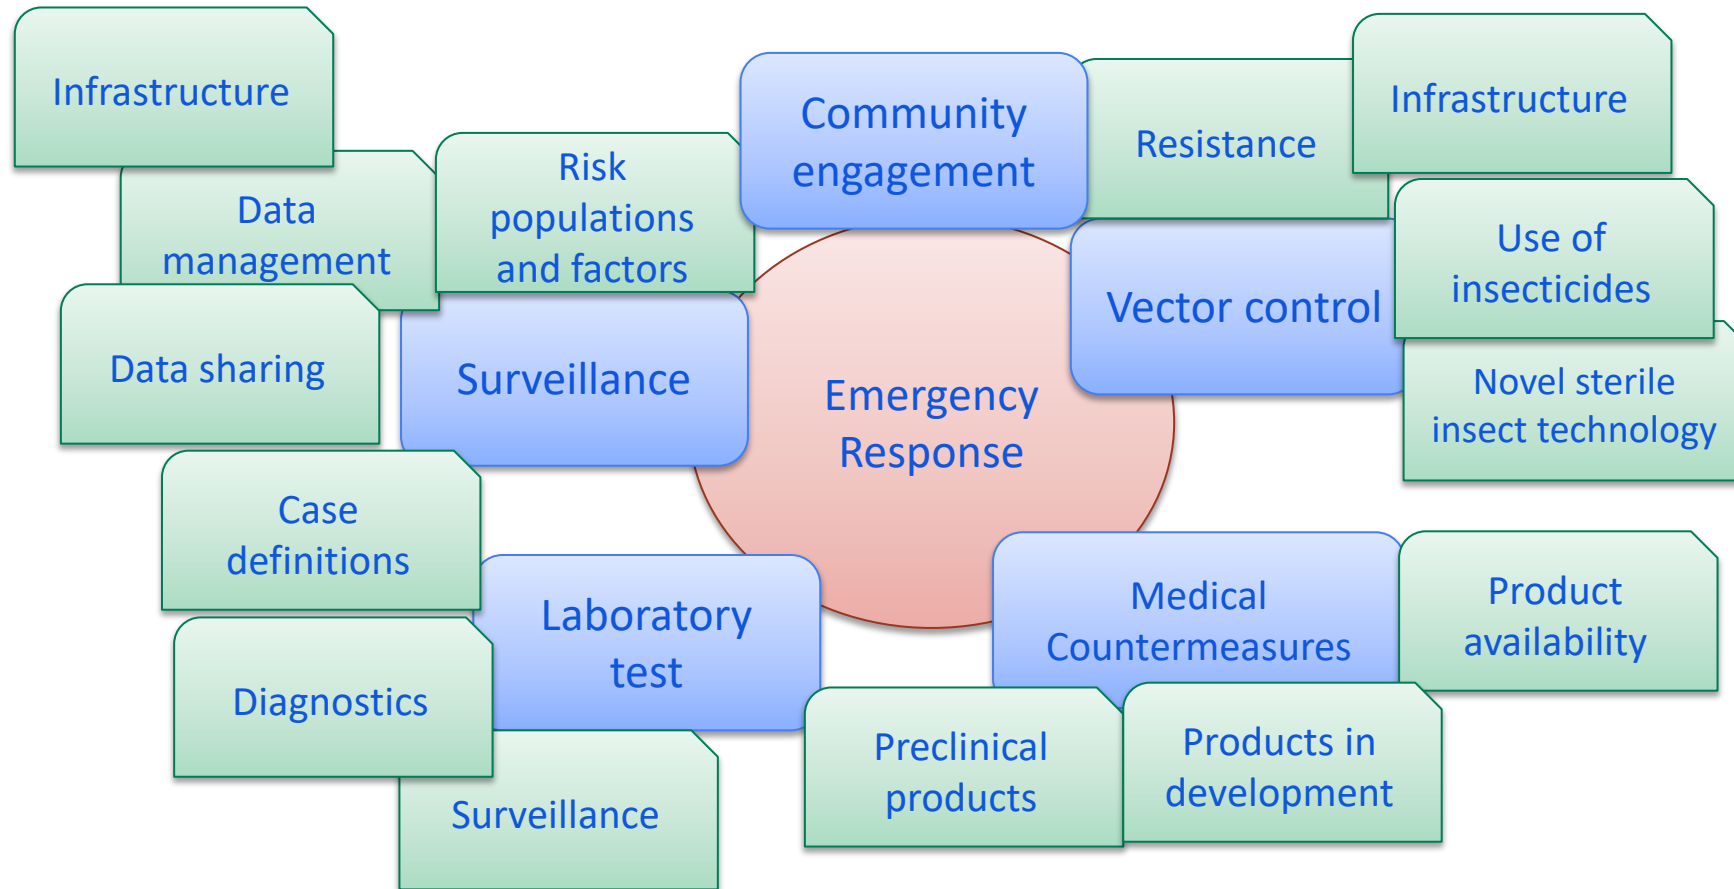 Infrastructure
Data
management
Risk
populations
and factors
Community
engagement
Resistance
Infrastructure
Data sharing
Surveillance
Emergency
Response
Vector control
Use of
insecticides
Novel sterile
insect technology
Case
definitions
Laboratory
test
Medical
Countermeasures
Product
availability
Diagnostics
Surveillance
Preclinical
products
Products in
development